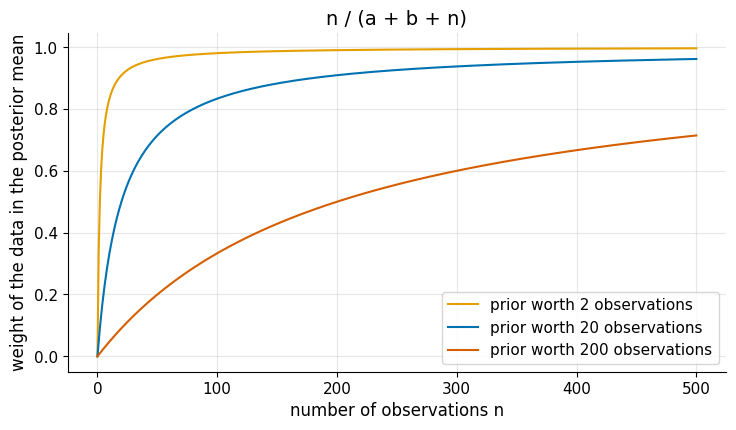 n / (a + b + n)
weight of the data in the posterior mean
1.0
0.8
0.6
0.4
0.2
0.0
0
100
200
300
400
500
number of observations n
prior worth 2 observations
prior worth 20 observations
prior worth 200 observations